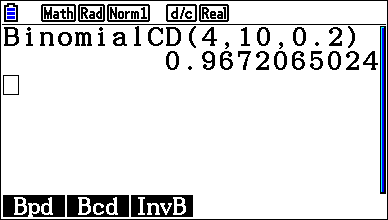 Math Rad Norm1 d/c Real
BinomialCD(4,10,0.2)
0.9672065024
Bpd Bcd InvB